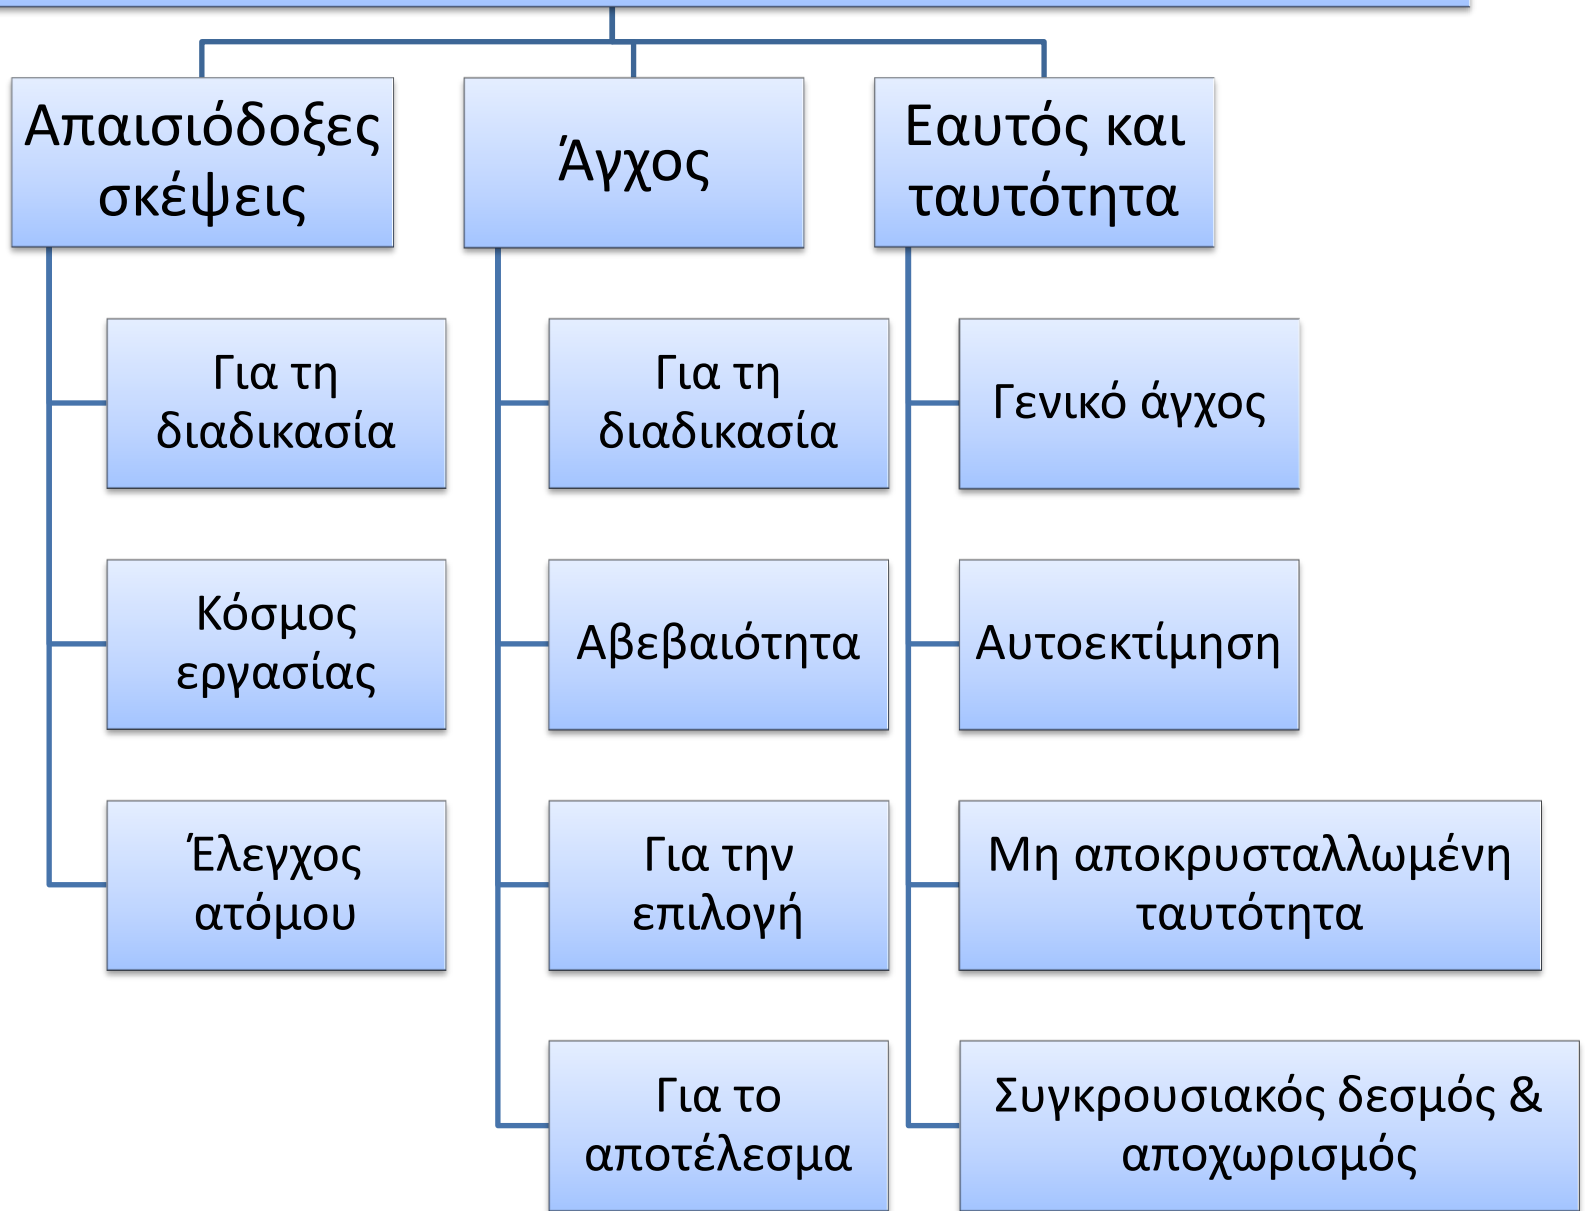 Απαισιόδοξες
σκέψεις
Για τη
διαδικασία
Κόσμος
εργασίας
Έλεγχος
ατόμου
Άγχος
Για τη
διαδικασία
Αβεβαιότητα
Για την
επιλογή
Για το
αποτέλεσμα
Εαυτός και
ταυτότητα
Γενικό άγχος
Αυτοεκτίμηση
Μη αποκρυσταλλωμένη
ταυτότητα
Συγκρουσιακός δεσμός &
αποχωρισμός